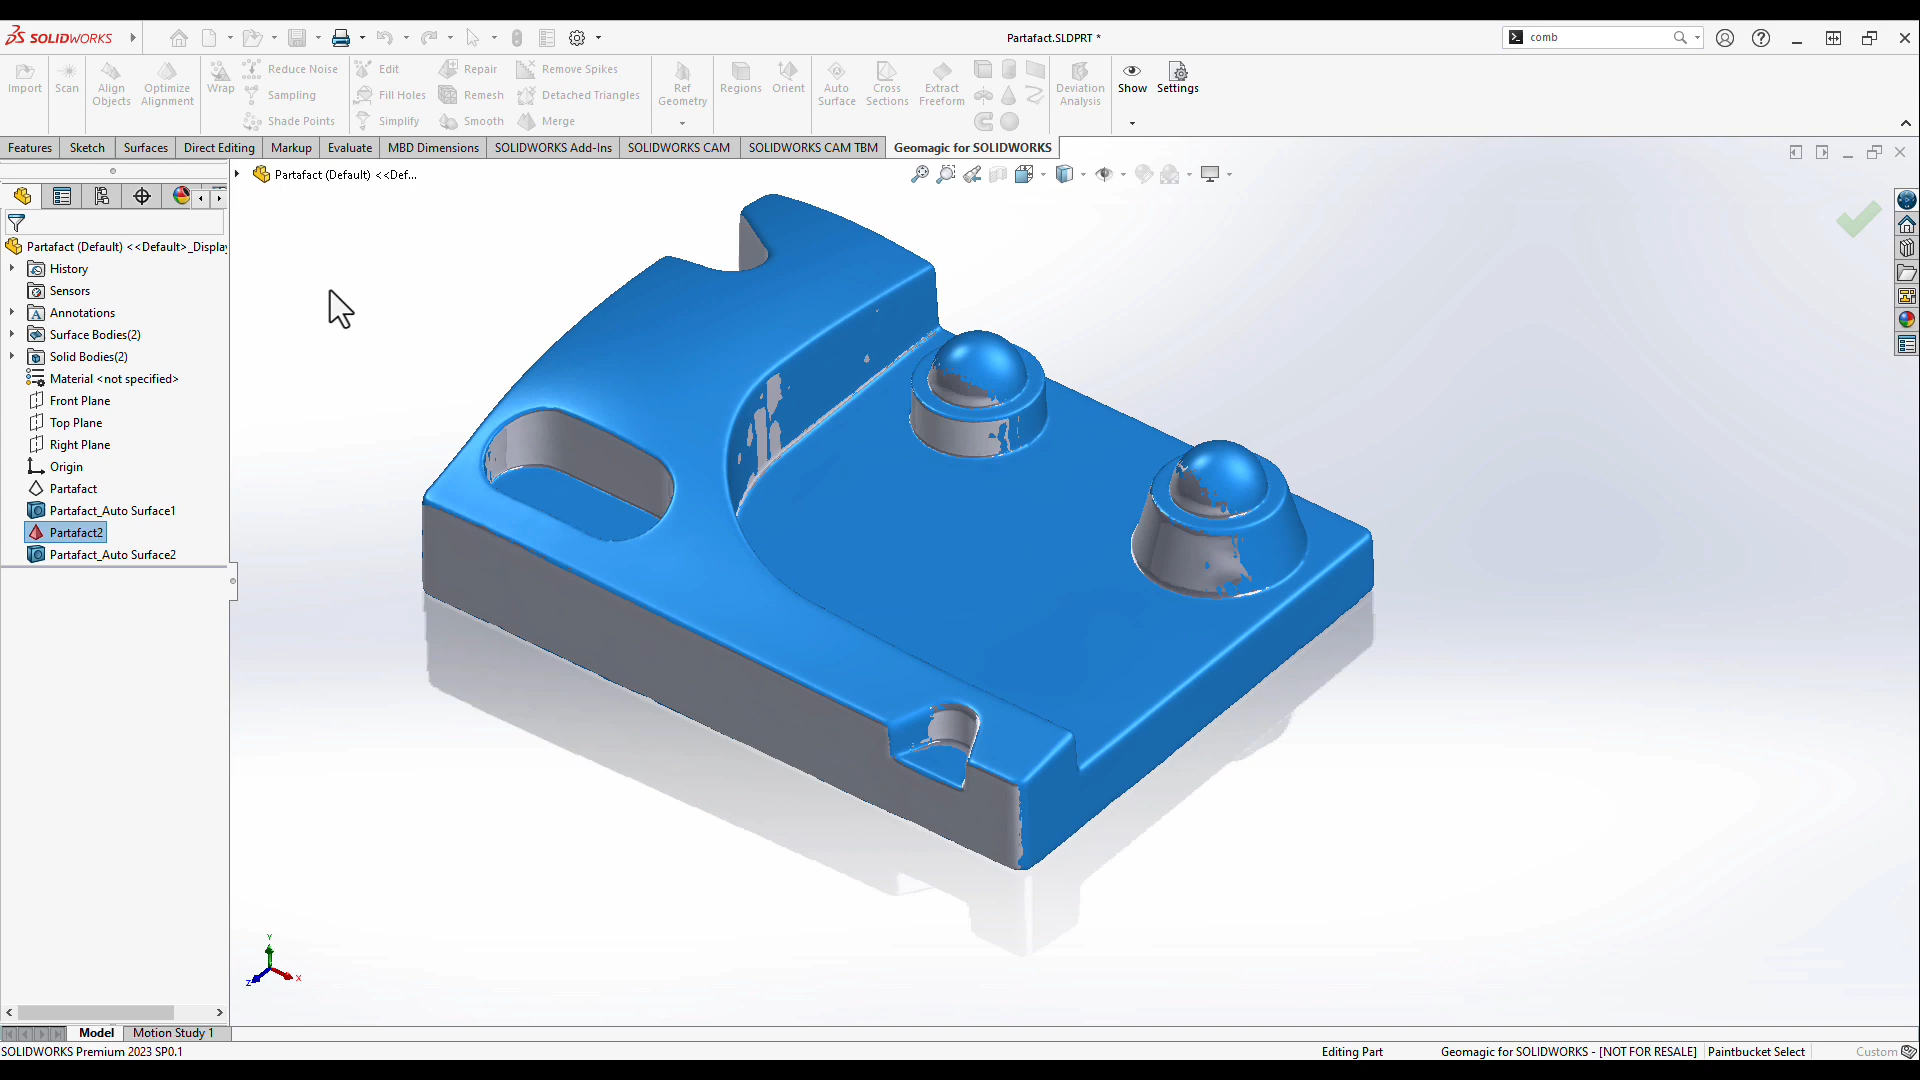 SOLIDWORKS
Partafact.SLDPRT *
comb
Import
Scan
Align Objects
Optimize Alignment
Wrap
Reduce Noise
Sampling
Shade Points
Edit
Fill Holes
Simplify
Repair
Remesh
Smooth
Remove Spikes
Detached Triangles
Merge
Ref Geometry
Regions
Orient
Auto Surface
Cross Sections
Extract Freeform
Deviation Analysis
Show
Settings
Features
Sketch
Surfaces
Direct Editing
Markup
Evaluate
MBD Dimensions
SOLIDWORKS Add-Ins
SOLIDWORKS CAM
SOLIDWORKS CAM TBM
Geomagic for SOLIDWORKS
Partafact (Default) <<Def...
Partafact (Default) <<Default>_Display
History
Sensors
Annotations
Surface Bodies(2)
Solid Bodies(2)
Material <not specified>
Front Plane
Top Plane
Right Plane
Origin
Partafact
Partafact_Auto Surface1
Partafact2
Partafact_Auto Surface2
Y
X
Z
Model
Motion Study 1
SOLIDWORKS Premium 2023 SP0.1
Editing Part
Geomagic for SOLIDWORKS - [NOT FOR RESALE]
Paintbucket Select
Custom